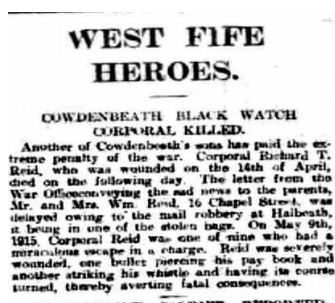 WEST FIFE
HEROES.
COWDENBEATH BLACK WATCH
CORPORAL KILLED.
Another of Cowdenbeath's sons has paid the ex-
treme penalty of the war. Corporal Richard T.
Reid, who was wounded on the 16th of April,
died on the following day. The letter from the
War Office conveying the sad news to the parents,
Mr. and Mrs. Wm. Reid, 16 Chapel Street, was
delayed owing to the mail robbery at Halbeath,
it being in one of the stolen bags. On May 9th,
1915, Corporal Reid was one of nine who had a
miraculous escape in a charge. Reid was severely
wounded, one bullet piercing his pay book and
another striking his whistle and having its course
turned, thereby averting fatal consequences.